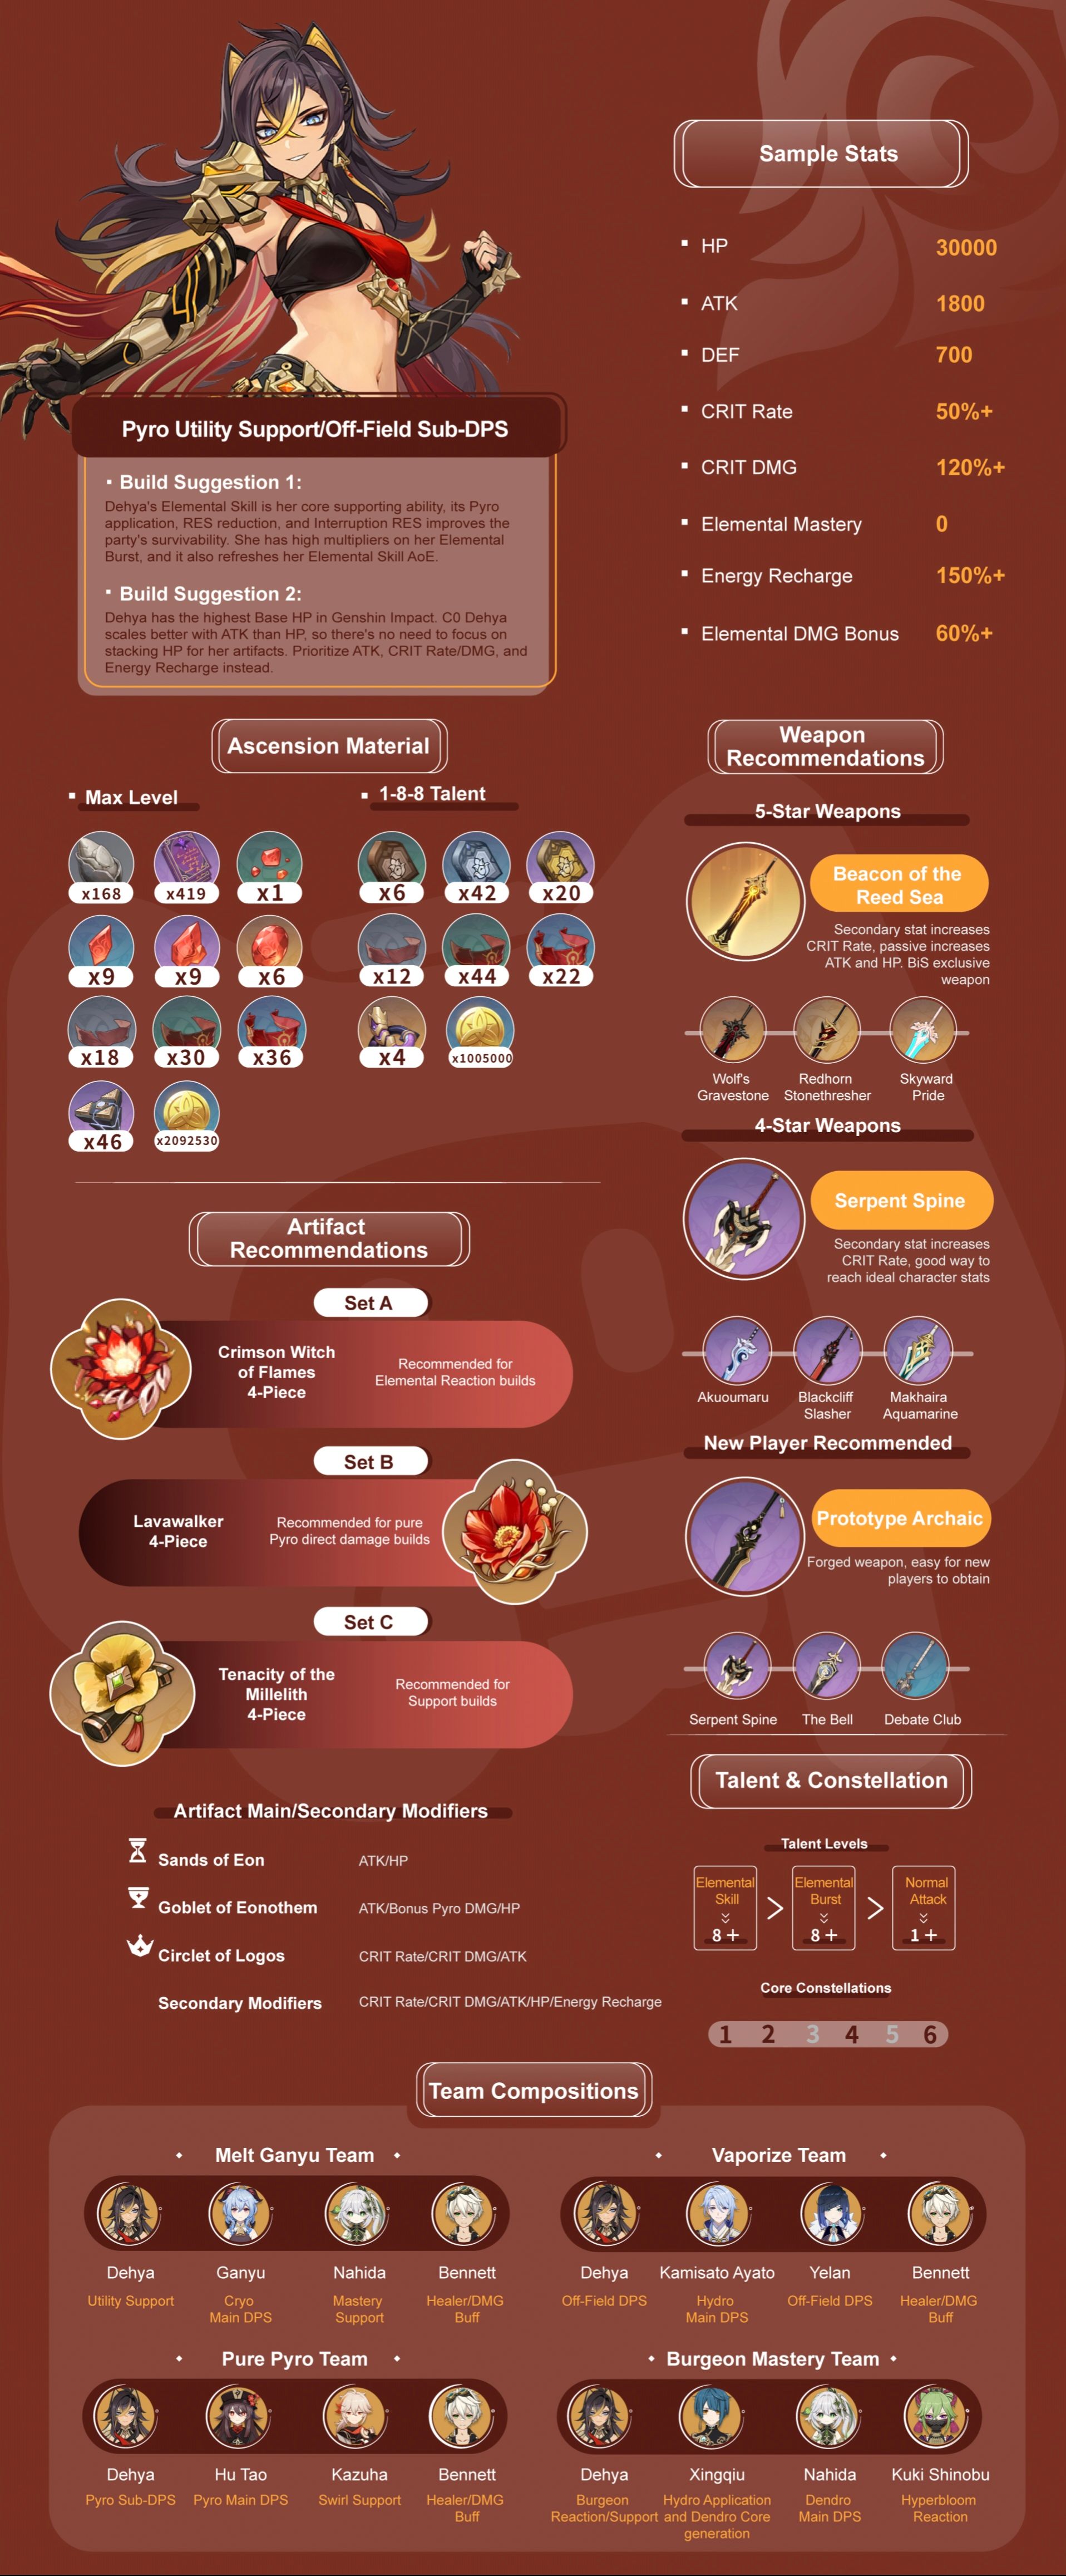 Sample Stats
HP 30000
ATK 1800
DEF 700
CRIT Rate 50%+
CRIT DMG 120%+
Elemental Mastery 0
Energy Recharge 150%+
Elemental DMG Bonus 60%+
Pyro Utility Support/Off-Field Sub-DPS
Build Suggestion 1:
Dehya's Elemental Skill is her core supporting ability, its Pyro
application, RES reduction, and Interruption RES improves the
party's survivability. She has high multipliers on her Elemental
Burst, and it also refreshes her Elemental Skill AoE.
Build Suggestion 2:
Dehya has the highest Base HP in Genshin Impact. C0 Dehya
scales better with ATK than HP, so there's no need to focus on
stacking HP for her artifacts. Prioritize ATK, CRIT Rate/DMG, and
Energy Recharge instead.
Ascension Material
Max Level
x168 x419 x1
x9 x9 x6
x18 x30 x36
x46 x2092530
1-8-8 Talent
x6 x42 x20
x12 x44 x22
x4 x1005000
Weapon
Recommendations
5-Star Weapons
Beacon of the
Reed Sea
Secondary stat increases
CRIT Rate, passive increases
ATK and HP. BiS exclusive
weapon
Wolf's Redhorn Skyward
Gravestone Stonethresher Pride
4-Star Weapons
Serpent Spine
Secondary stat increases
CRIT Rate, good way to
reach ideal character stats
Akuoumaru Blackcliff Makhaira
Slasher Aquamarine
New Player Recommended
Prototype Archaic
Forged weapon, easy for new
players to obtain
Serpent Spine The Bell Debate Club
Artifact
Recommendations
Set A
Crimson Witch
of Flames
4-Piece
Recommended for
Elemental Reaction builds
Set B
Lavawalker
4-Piece
Recommended for pure
Pyro direct damage builds
Set C
Tenacity of the
Millelith
4-Piece
Recommended for
Support builds
Artifact Main/Secondary Modifiers
Sands of Eon ATK/HP
Goblet of Eonothem ATK/Bonus Pyro DMG/HP
Circlet of Logos CRIT Rate/CRIT DMG/ATK
Secondary Modifiers CRIT Rate/CRIT DMG/ATK/HP/Energy Recharge
Talent & Constellation
Talent Levels
Elemental Elemental Normal
Skill > Burst > Attack
8+ 8+ 1+
Core Constellations
1 2 3 4 5 6
Team Compositions
Melt Ganyu Team
Dehya Ganyu Nahida Bennett
Utility Support Cryo Mastery Healer/DMG
Main DPS Support Buff
Vaporize Team
Dehya Kamisato Ayato Yelan Bennett
Off-Field DPS Hydro Off-Field DPS Healer/DMG
Main DPS Buff
Pure Pyro Team
Dehya Hu Tao Kazuha Bennett
Pyro Sub-DPS Pyro Main DPS Swirl Support Healer/DMG
Buff
Burgeon Mastery Team
Dehya Xingqiu Nahida Kuki Shinobu
Burgeon Hydro Application Dendro Hyperbloom
Reaction/Support and Dendro Core Main DPS Reaction
generation